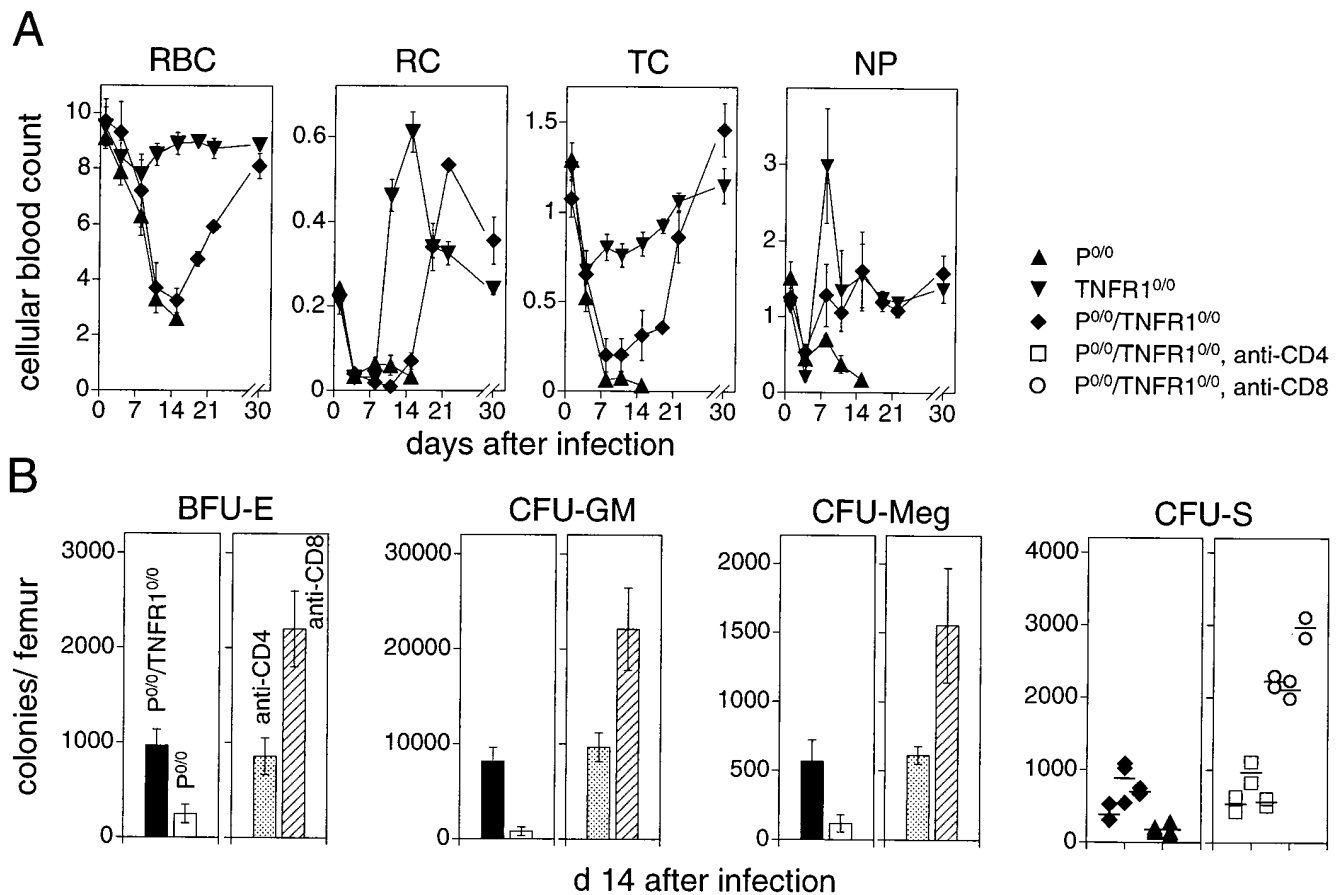 A
RBC RC TC NP
cellular blood count
10
8
6
4
2
0
0.6
0.4
0.2
0
1.5
1
0.5
0
3
2
1
0
0 7 14 21 30
0 7 14 21 30
0 7 14 21 30
0 7 14 21 30
days after infection
P⁰/⁰
TNFR1⁰/⁰
P⁰/⁰/TNFR1⁰/⁰
P⁰/⁰/TNFR1⁰/⁰, anti-CD4
P⁰/⁰/TNFR1⁰/⁰, anti-CD8
B
BFU-E CFU-GM CFU-Meg CFU-S
colonies/ femur
3000
2000
1000
0
P⁰/⁰/TNFR1⁰/⁰
P⁰/⁰
anti-CD4
anti-CD8
30000
20000
10000
0
2000
1500
1000
500
0
4000
3000
2000
1000
0
d 14 after infection